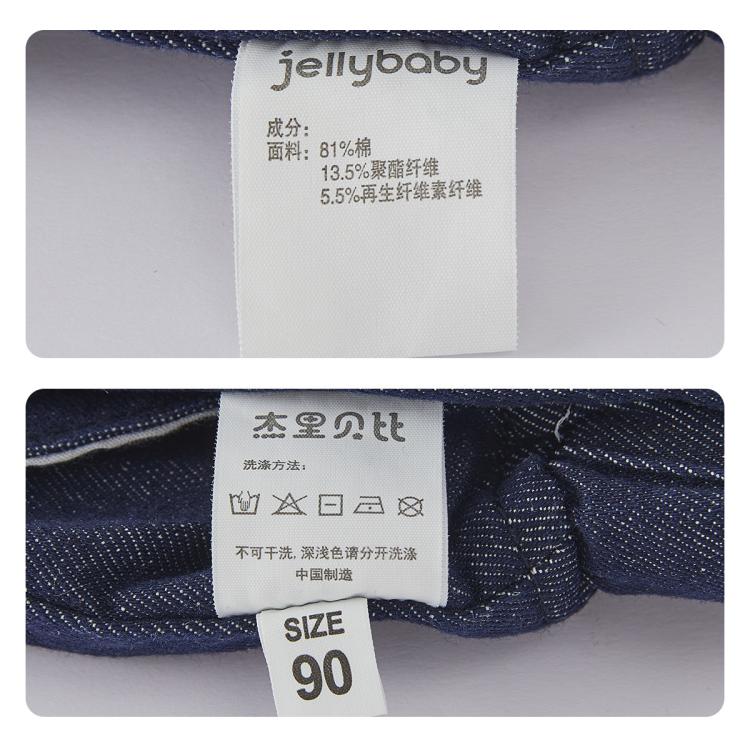 jellybaby
成分：
面料：81%棉
13.5%聚酯纤维
5.5%再生纤维素纤维
杰里贝比
洗涤方法：
不可干洗，深浅色请分开洗涤
中国制造
SIZE
90